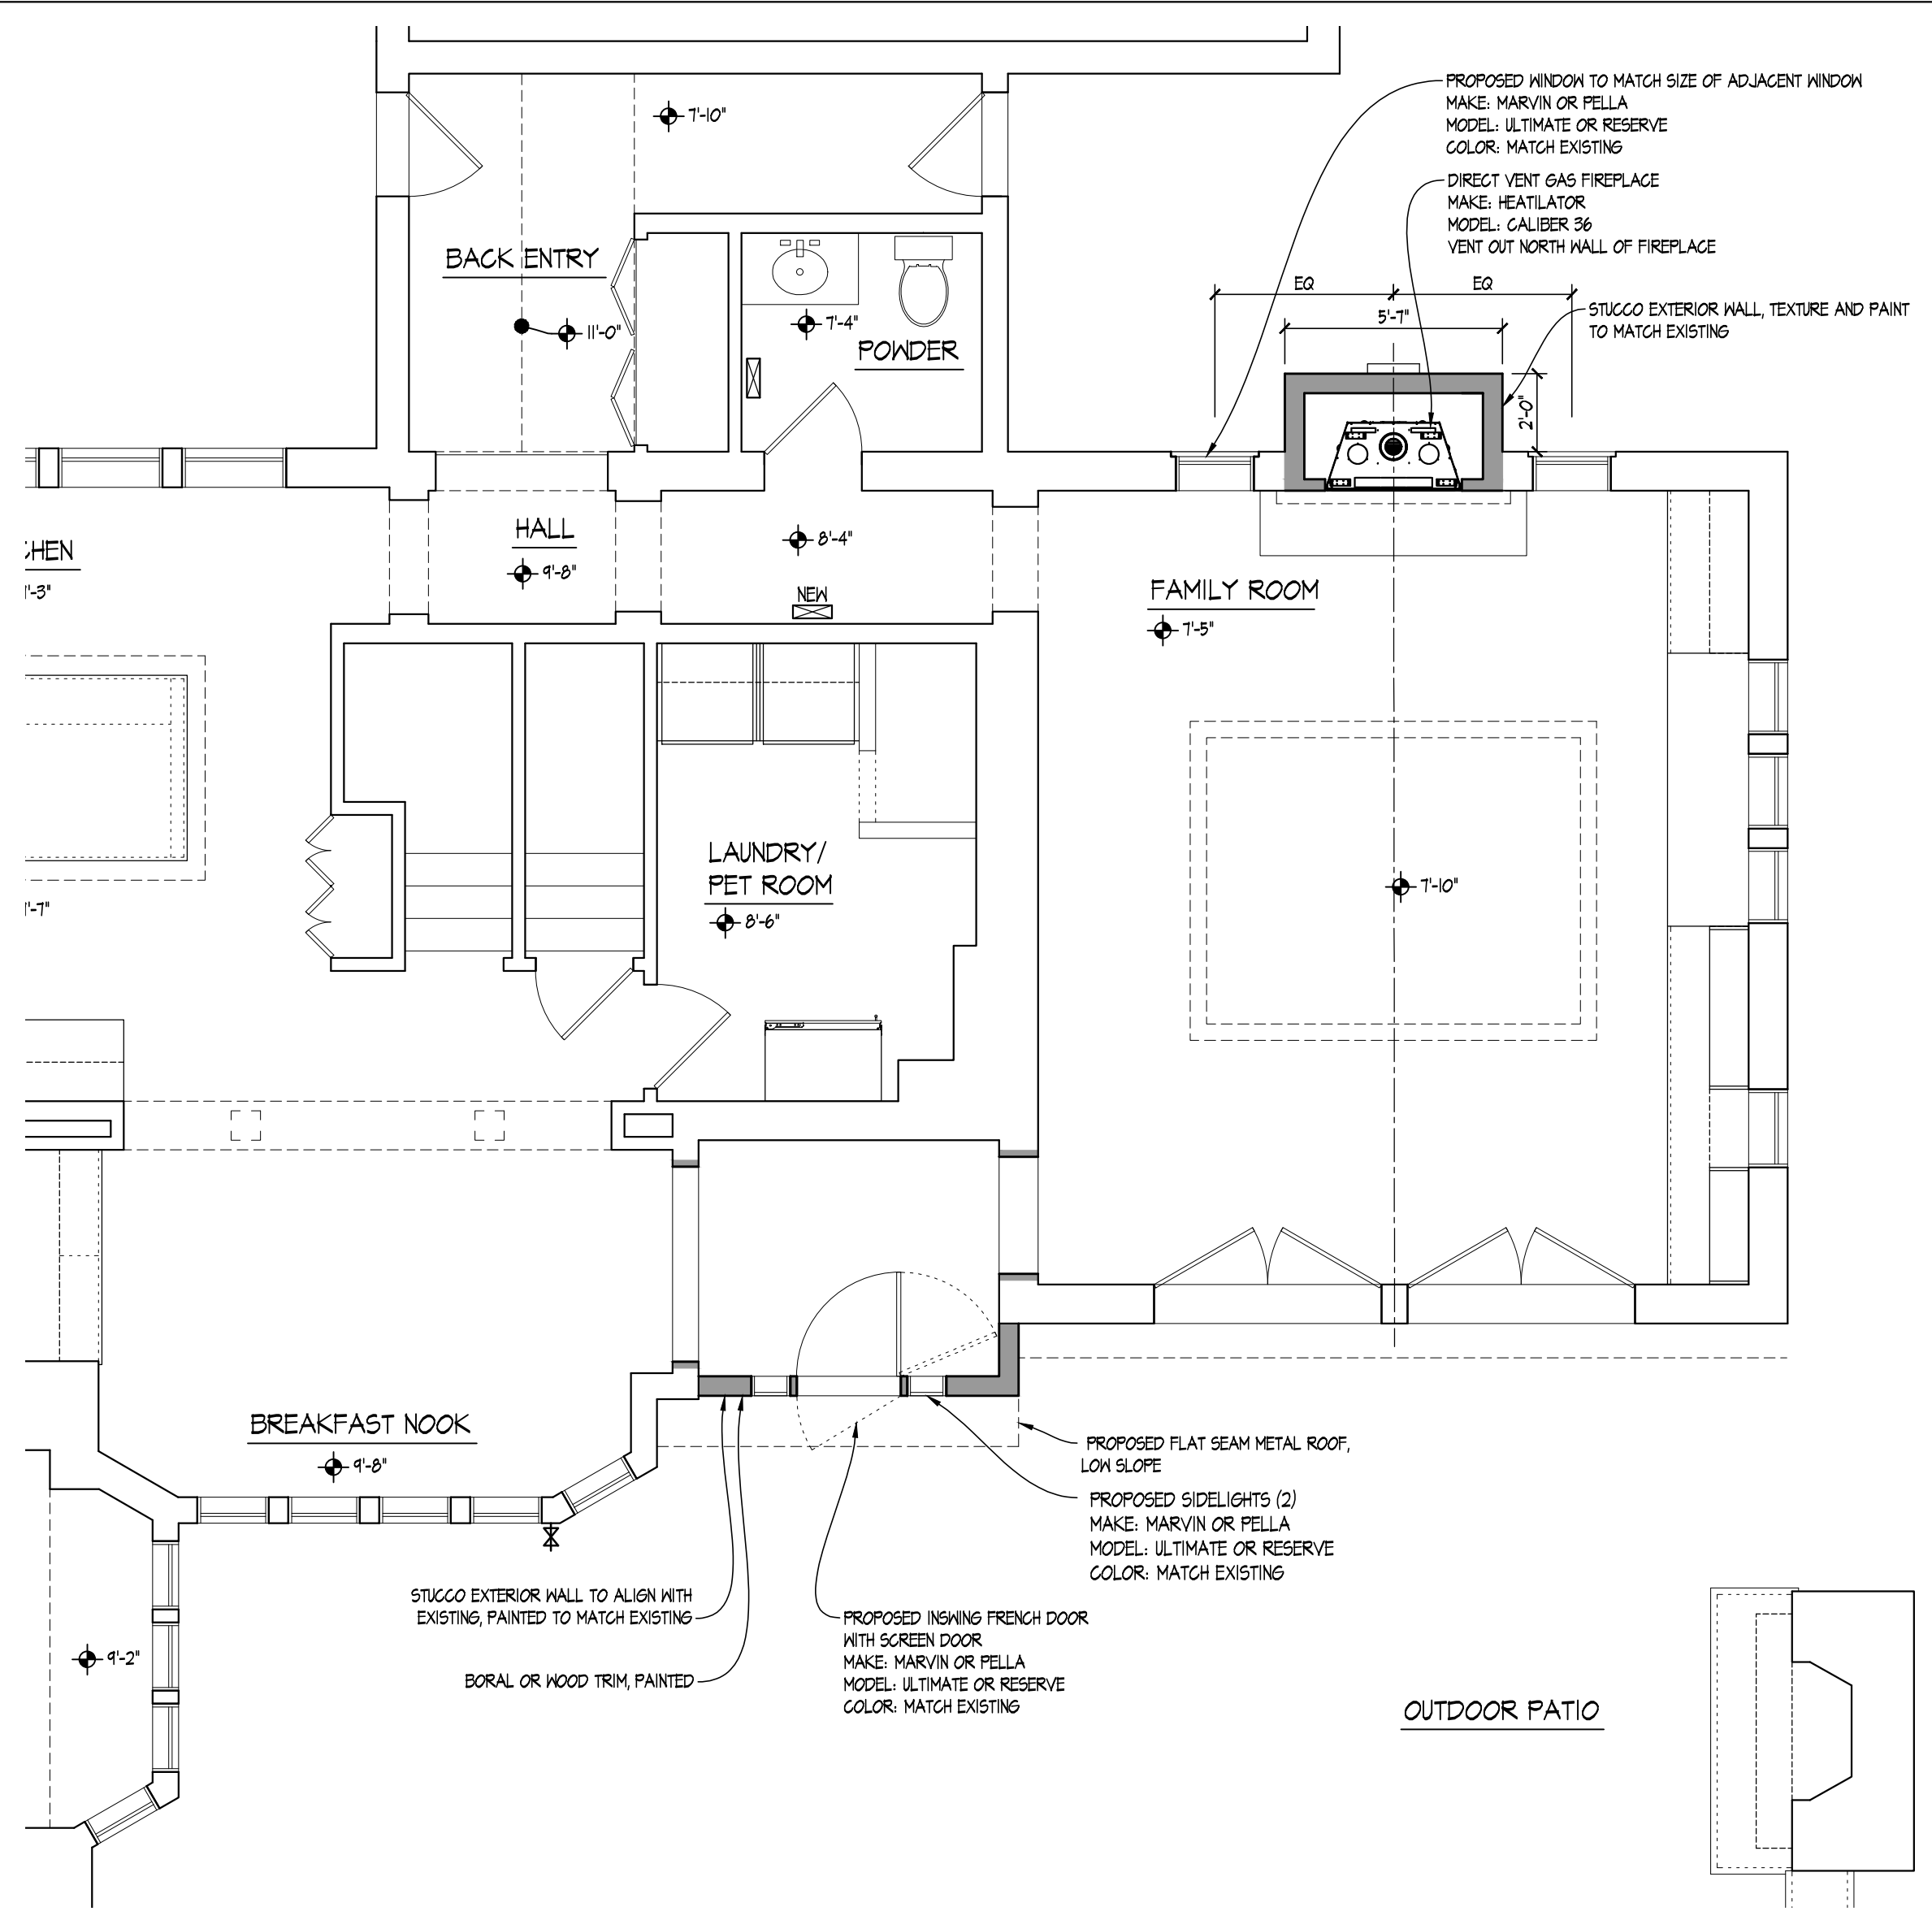 7'-10"
PROPOSED WINDOW TO MATCH SIZE OF ADJACENT WINDOW
MAKE: MARVIN OR PELLA
MODEL: ULTIMATE OR RESERVE
COLOR: MATCH EXISTING
DIRECT VENT GAS FIREPLACE
MAKE: HEATILATOR
MODEL: CALIBER 36
VENT OUT NORTH WALL OF FIREPLACE
BACK ENTRY
11'-0"
7'-4"
POWDER
EQ
EQ
5'-7"
STUCCO EXTERIOR WALL, TEXTURE AND PAINT
TO MATCH EXISTING
2'-0"
HALL
9'-8"
8'-4"
NEW
CHEN
1'-3"
FAMILY ROOM
7'-5"
LAUNDRY/
PET ROOM
8'-6"
7'-10"
1'-7"
BREAKFAST NOOK
9'-8"
PROPOSED FLAT SEAM METAL ROOF,
LOW SLOPE
PROPOSED SIDELIGHTS (2)
MAKE: MARVIN OR PELLA
MODEL: ULTIMATE OR RESERVE
COLOR: MATCH EXISTING
STUCCO EXTERIOR WALL TO ALIGN WITH
EXISTING, PAINTED TO MATCH EXISTING
BORAL OR WOOD TRIM, PAINTED
PROPOSED INSWING FRENCH DOOR
WITH SCREEN DOOR
MAKE: MARVIN OR PELLA
MODEL: ULTIMATE OR RESERVE
COLOR: MATCH EXISTING
9'-2"
OUTDOOR PATIO